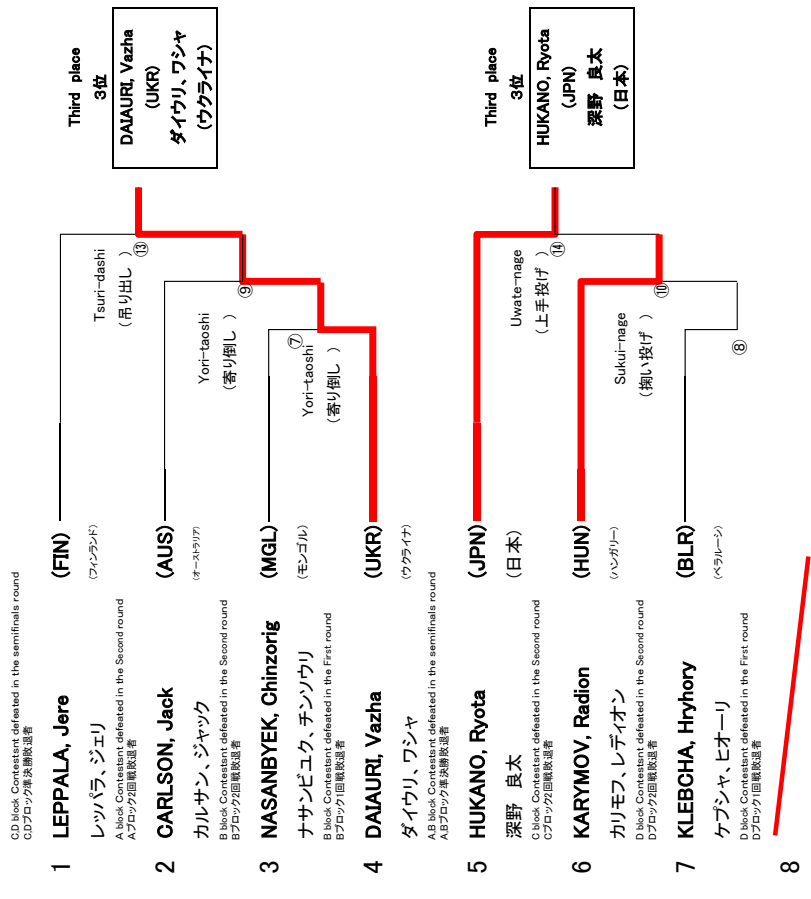 C.D block Contestsnt defeated in the semifinals round
C.Dブロック準決勝敗退者
1 LEPPALA, Jere (FIN)
レッパラ、ジェリ (フィンランド)
A block Contestsnt defeated in the Second round
Aブロック2回戦敗退者
2 CARLSON, Jack (AUS)
カルサン、ジャック (オーストラリア)
B block Contestsnt defeated in the Second round
Bブロック2回戦敗退者
3 NASANBYEK, Chinzorig (MGL)
ナサンビユク、チンソウリ (モンゴル)
B block Contestsnt defeated in the First round
Bブロック1回戦敗退者
4 DAIAURI, Vazha (UKR)
ダイウリ、ワシャ (ウクライナ)
A.B block Contestsnt defeated in the semifinals round
A.Bブロック準決勝敗退者
5 HUKANO, Ryota (JPN)
深野 良太 (日本)
C block Contestsnt defeated in the Second round
Cブロック2回戦敗退者
6 KARYMOV, Radion (HUN)
カリモフ、レディオン (ハンガリー)
D block Contestsnt defeated in the Second round
Dブロック2回戦敗退者
7 KLEBCHA, Hryhory (BLR)
ケプシャ、ヒオーリ (ベラルーシ)
D block Contestsnt defeated in the First round
Dブロック1回戦敗退者
8
⑦
Yori-taoshi
(寄り倒し )
⑧
Yori-taoshi
(寄り倒し )
⑨
Sukui-nage
(掬い投げ )
⑩
Tsuri-dashi
(吊り出し )
⑬
Uwate-nage
(上手投げ )
⑭
Third place
3位
DAIAURI, Vazha
(UKR)
ダイウリ、ワシャ
(ウクライナ)
Third place
3位
HUKANO, Ryota
(JPN)
深野 良太
(日本)